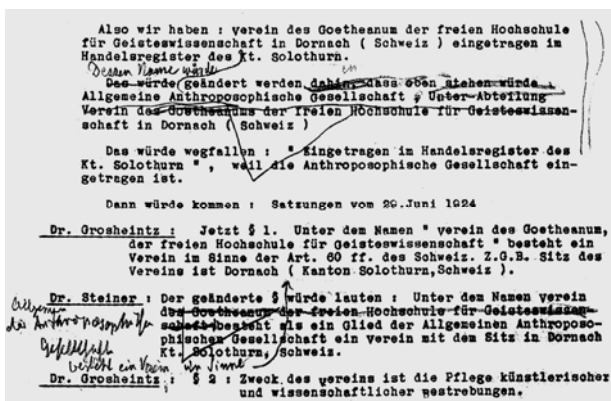 Also wir haben : verein des Goetheanum der freien Hochschule
für Geisteswissenschaft in Dornach ( Schweiz ) eingetragen im
Handelsregister des Kt. Solothurn.
Dessen Name würde
Das würde geändert werden dahin, dass oben stehen würde :
Allgemeine Anthroposophische Gesellschaft , Unter-Abteilung
Verein des Goetheanums der freien Hochschule für Geisteswissen-
schaft in Dornach ( Schweiz )
Das würde wegfallen : " Eingetragen im Handelsregister des
Kt. Solothurn " , weil die Anthroposophische Gesellschaft ein-
getragen ist.
Dann würde kommen : Satzungen vom 29.Juni 1924
Dr. Grosheintz : Jetzt § 1. Unter dem Namen " verein des Goetheanum,
der freien Hochschule für Geisteswissenschaft " besteht ein
Verein im Sinne der Art. 60 ff. des Schweiz. Z.G.B. Sitz des
Vereins ist Dornach ( Kanton Solothurn,Schweiz ).
Dr. Steiner : Der geänderte § würde lauten : Unter dem Namen verein
des Goetheanum der freien Hochschule für Geisteswissen-
schaft besteht als ein Glied der Allgemeinen Anthroposo-
phischen Gesellschaft ein verein mit dem Sitz in Dornach
Kt. Solothurn, Schweiz.
Allgemeine
der Anthroposophischen
Gesellschaft
besteht ein Verein im Sinne
Dr. Grosheintz : § 2 : Zweck des vereins ist die Pflege künstlerischer
und wissenschaftlicher Bestrebungen.